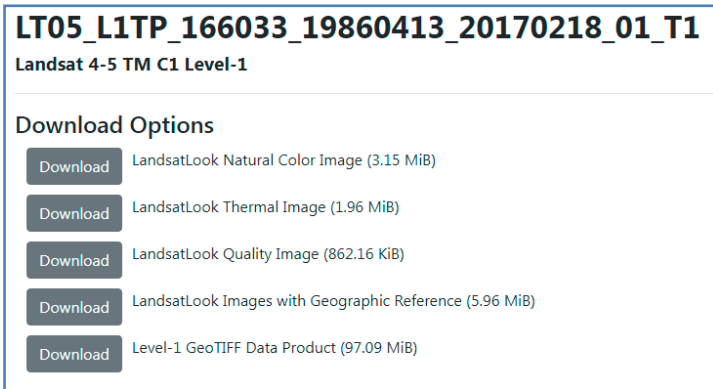 LT05_L1TP_166033_19860413_20170218_01_T1
Landsat 4-5 TM C1 Level-1
Download Options
Download LandsatLook Natural Color Image (3.15 MiB)
Download LandsatLook Thermal Image (1.96 MiB)
Download LandsatLook Quality Image (862.16 KiB)
Download LandsatLook Images with Geographic Reference (5.96 MiB)
Download Level-1 GeoTIFF Data Product (97.09 MiB)